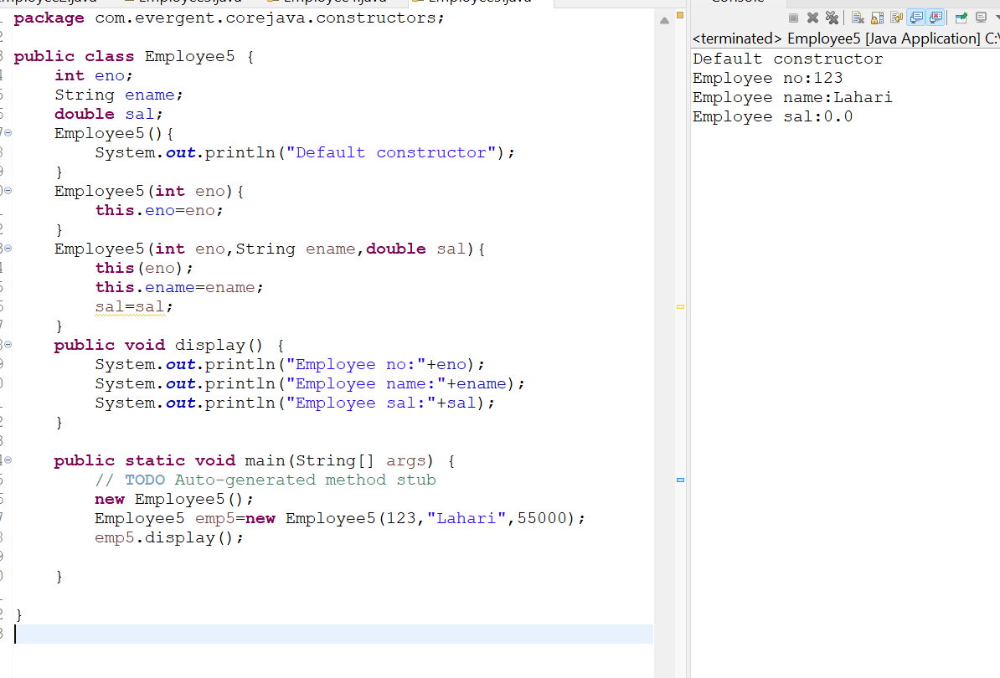 package com.evergent.corejava.constructors;
public class Employee5 {
int eno;
String ename;
double sal;
Employee5(){
System.out.println("Default constructor");
}
Employee5(int eno){
this.eno=eno;
}
Employee5(int eno,String ename,double sal){
this(eno);
this.ename=ename;
sal=sal;
}
public void display() {
System.out.println("Employee no:"+eno);
System.out.println("Employee name:"+ename);
System.out.println("Employee sal:"+sal);
}
public static void main(String[] args) {
// TODO Auto-generated method stub
new Employee5();
Employee5 emp5=new Employee5(123,"Lahari",55000);
emp5.display();
}
}
<terminated> Employee5 [Java Application] C:\
Default constructor
Employee no:123
Employee name:Lahari
Employee sal:0.0